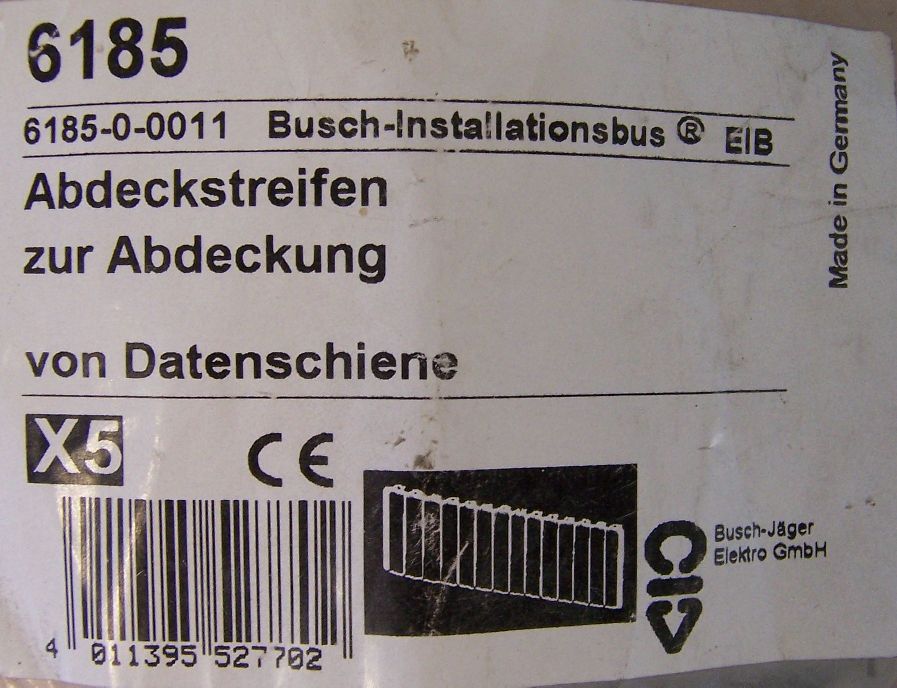 6185
6185-0-0011 Busch-Installationsbus® EIB
Abdeckstreifen
zur Abdeckung
von Datenschiene
X5
CE
4 011395 527702
Busch-Jäger
Elektro GmbH
Made in Germany